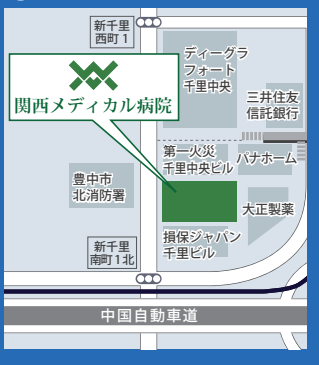 新千里
西町1
ディーグラ
フォート
千里中央
関西メディカル病院
三井住友
信託銀行
第一火災
千里中央ビル
パナホーム
豊中市
北消防署
大正製薬
損保ジャパン
千里ビル
新千里
南町1北
中国自動車道